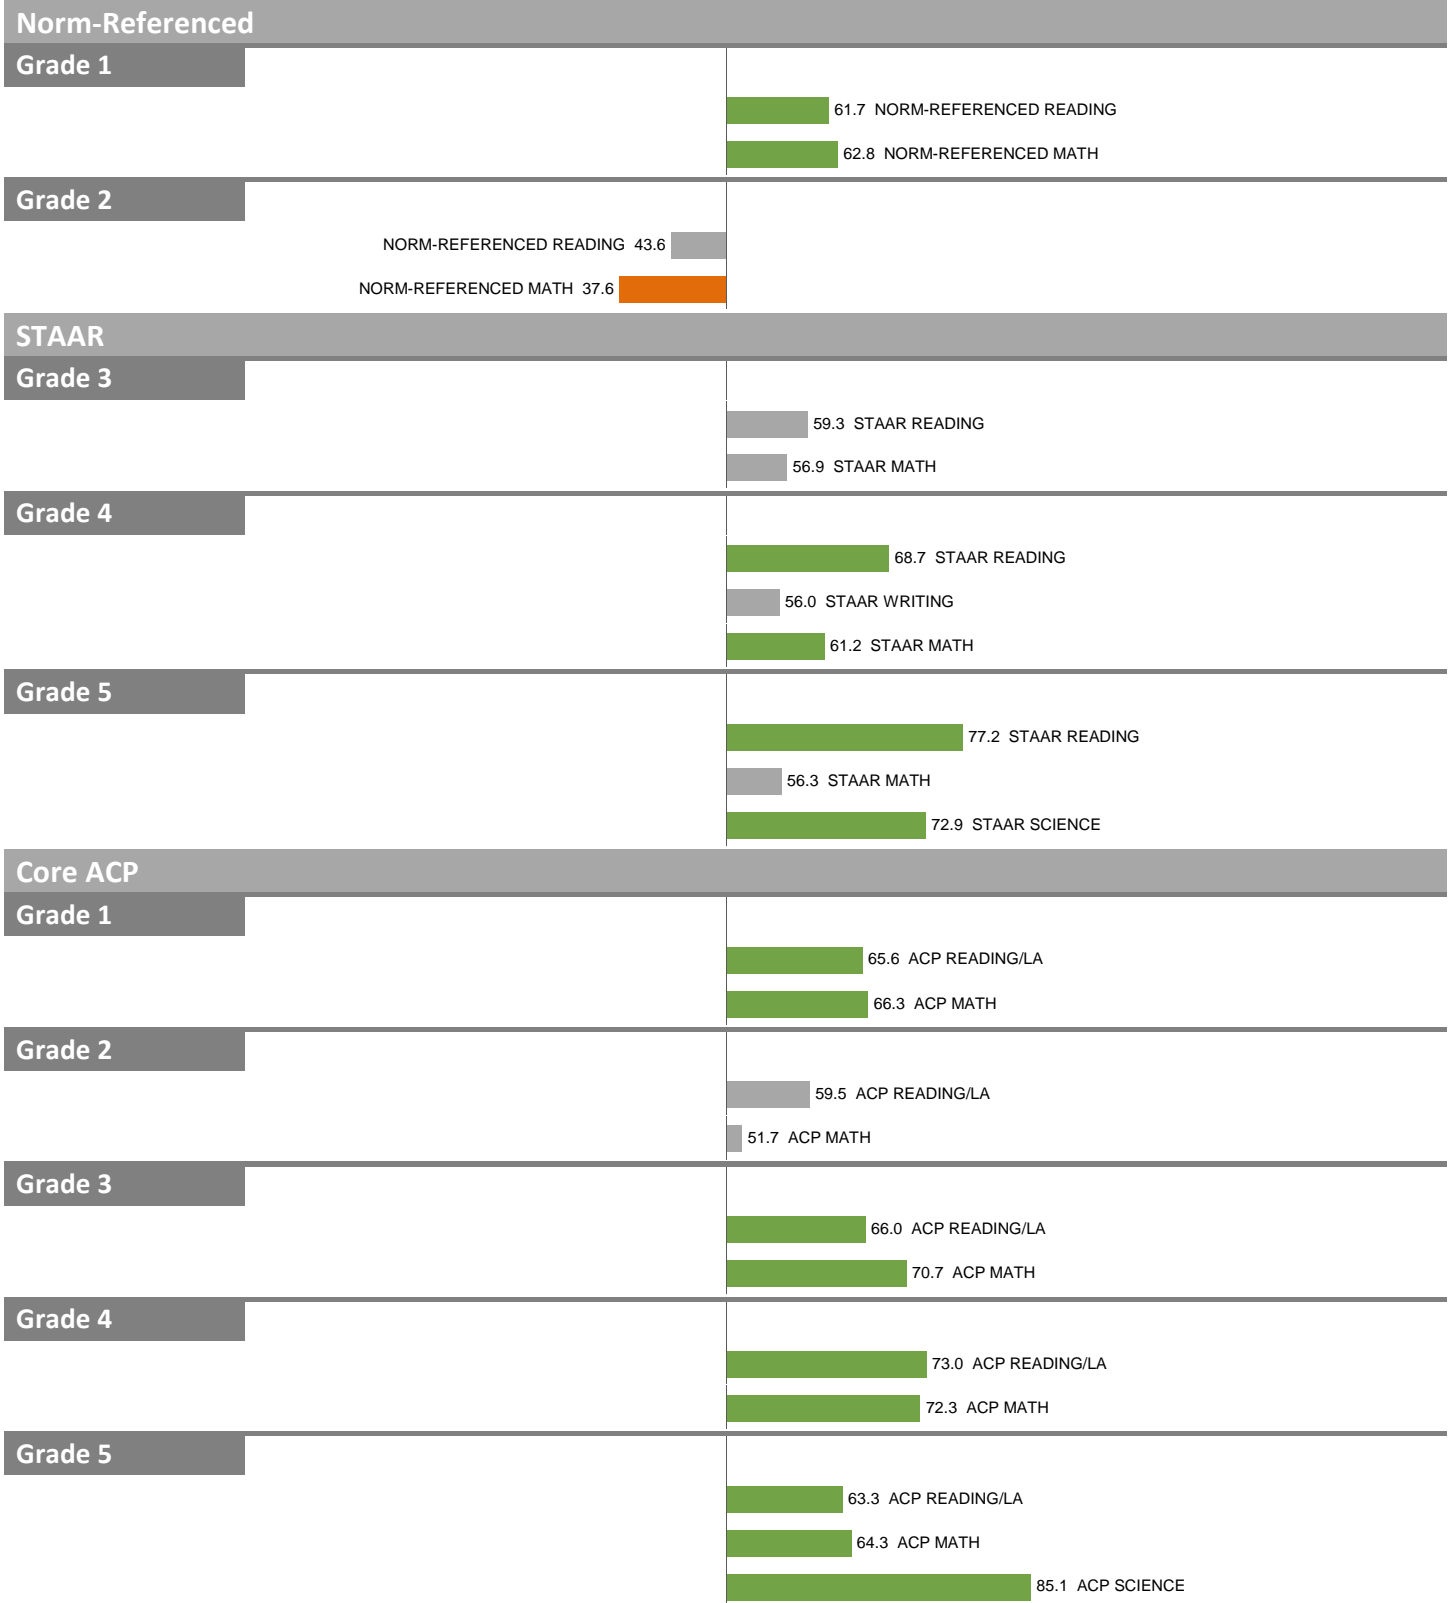 Norm-Referenced
Grade 1
61.7 NORM-REFERENCED READING
62.8 NORM-REFERENCED MATH
Grade 2
NORM-REFERENCED READING 43.6
NORM-REFERENCED MATH 37.6
STAAR
Grade 3
59.3 STAAR READING
56.9 STAAR MATH
Grade 4
68.7 STAAR READING
56.0 STAAR WRITING
61.2 STAAR MATH
Grade 5
77.2 STAAR READING
56.3 STAAR MATH
72.9 STAAR SCIENCE
Core ACP
Grade 1
65.6 ACP READING/LA
66.3 ACP MATH
Grade 2
59.5 ACP READING/LA
51.7 ACP MATH
Grade 3
66.0 ACP READING/LA
70.7 ACP MATH
Grade 4
73.0 ACP READING/LA
72.3 ACP MATH
Grade 5
63.3 ACP READING/LA
64.3 ACP MATH
85.1 ACP SCIENCE